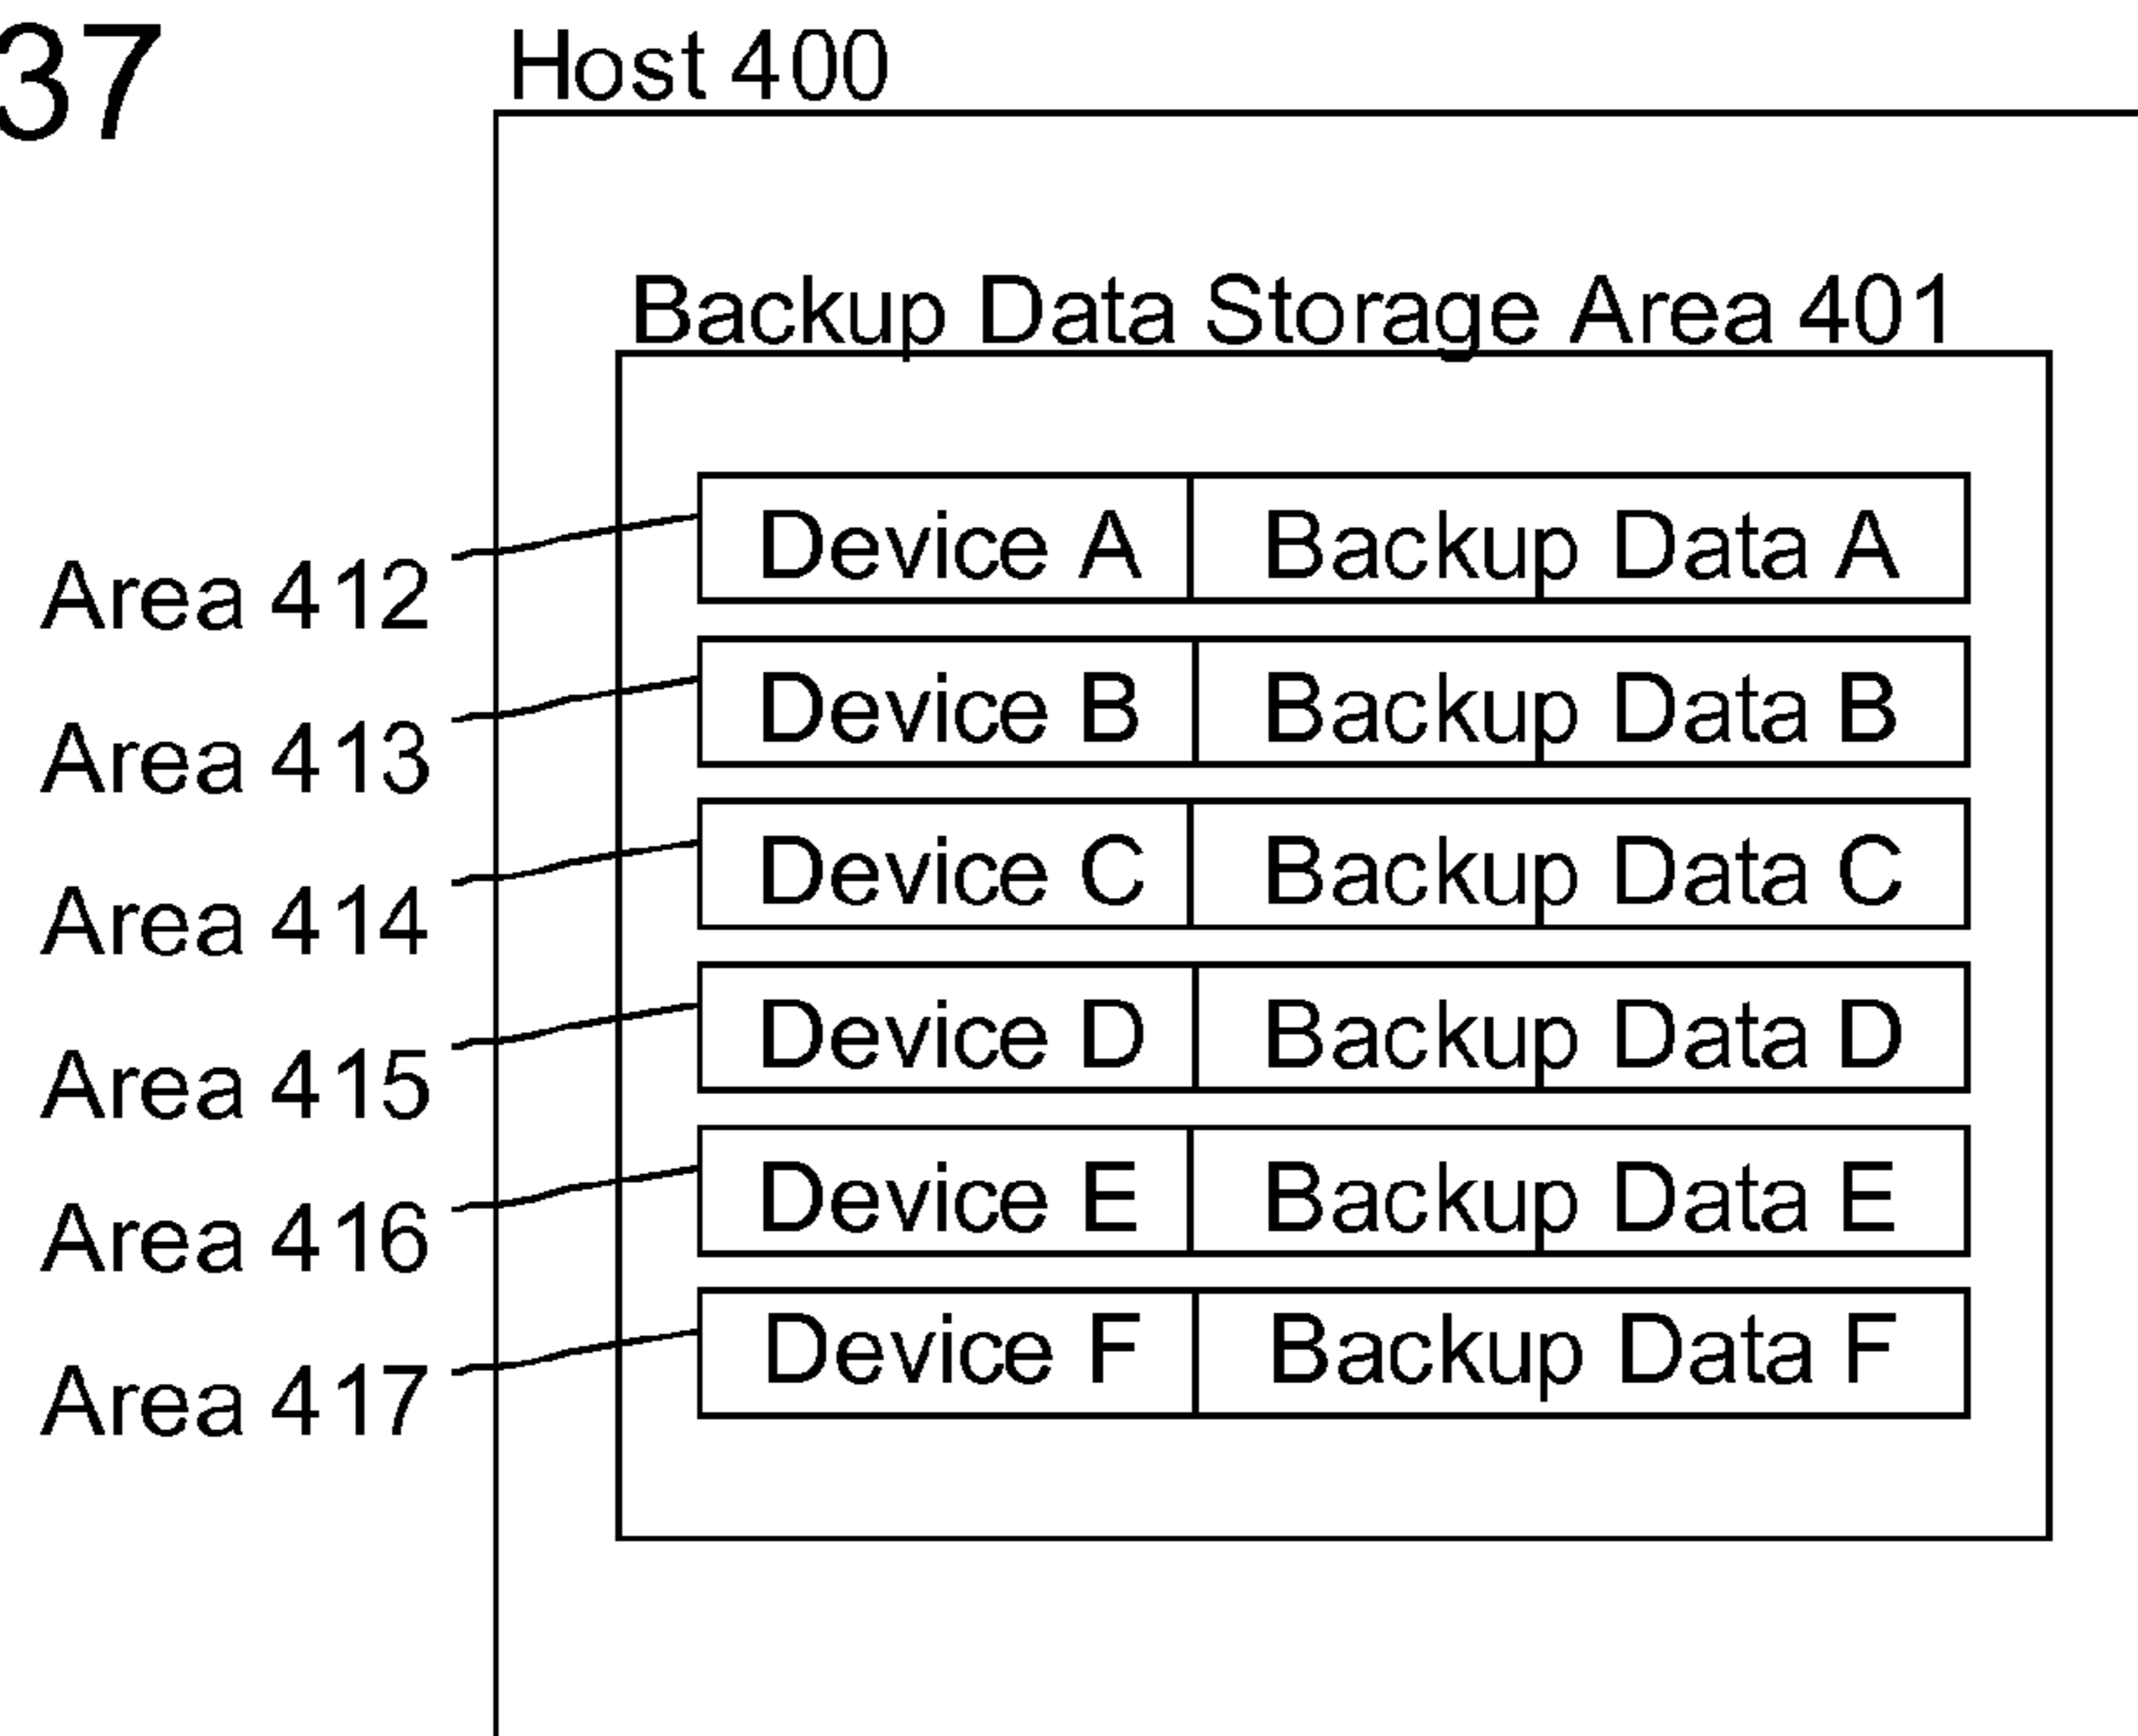 37
Host 400
Backup Data Storage Area 401
Area 412 Device A Backup Data A
Area 413 Device B Backup Data B
Area 414 Device C Backup Data C
Area 415 Device D Backup Data D
Area 416 Device E Backup Data E
Area 417 Device F Backup Data F